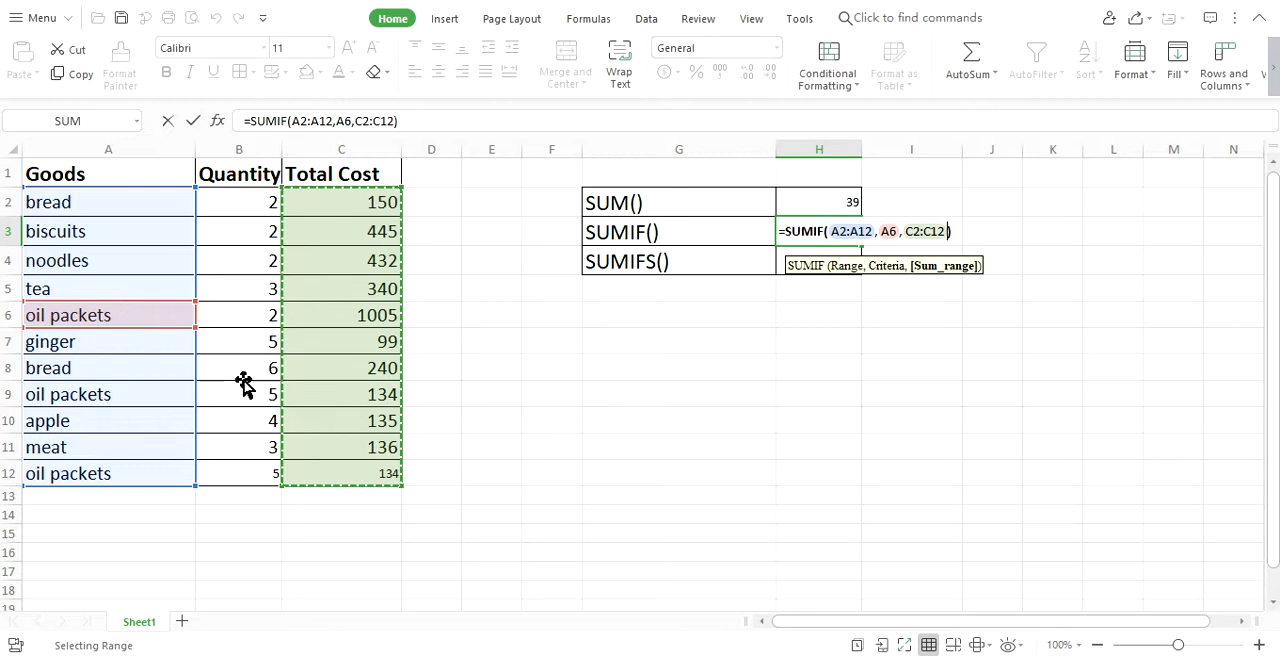 Menu
Home Insert Page Layout Formulas Data Review View Tools Click to find commands
Paste Cut Copy Format Painter Calibri 11 A+ A- B I U A Merge and Center Wrap Text General Conditional Formatting Format as Table AutoSum AutoFilter Sort Format Fill Rows and Columns
SUM fx =SUMIF(A2:A12,A6,C2:C12)
A B C D E F G H I J K L M N
1 Goods Quantity Total Cost
2 bread 2 150 SUM() 39
3 biscuits 2 445 SUMIF() =SUMIF( A2:A12 , A6 , C2:C12 )
4 noodles 2 432 SUMIFS() SUMIF (Range, Criteria, [Sum_range])
5 tea 3 340
6 oil packets 2 1005
7 ginger 5 99
8 bread 6 240
9 oil packets 5 134
10 apple 4 135
11 meat 3 136
12 oil packets 5 134
13
14
15
16
17
18
19
Sheet1
Selecting Range 100%